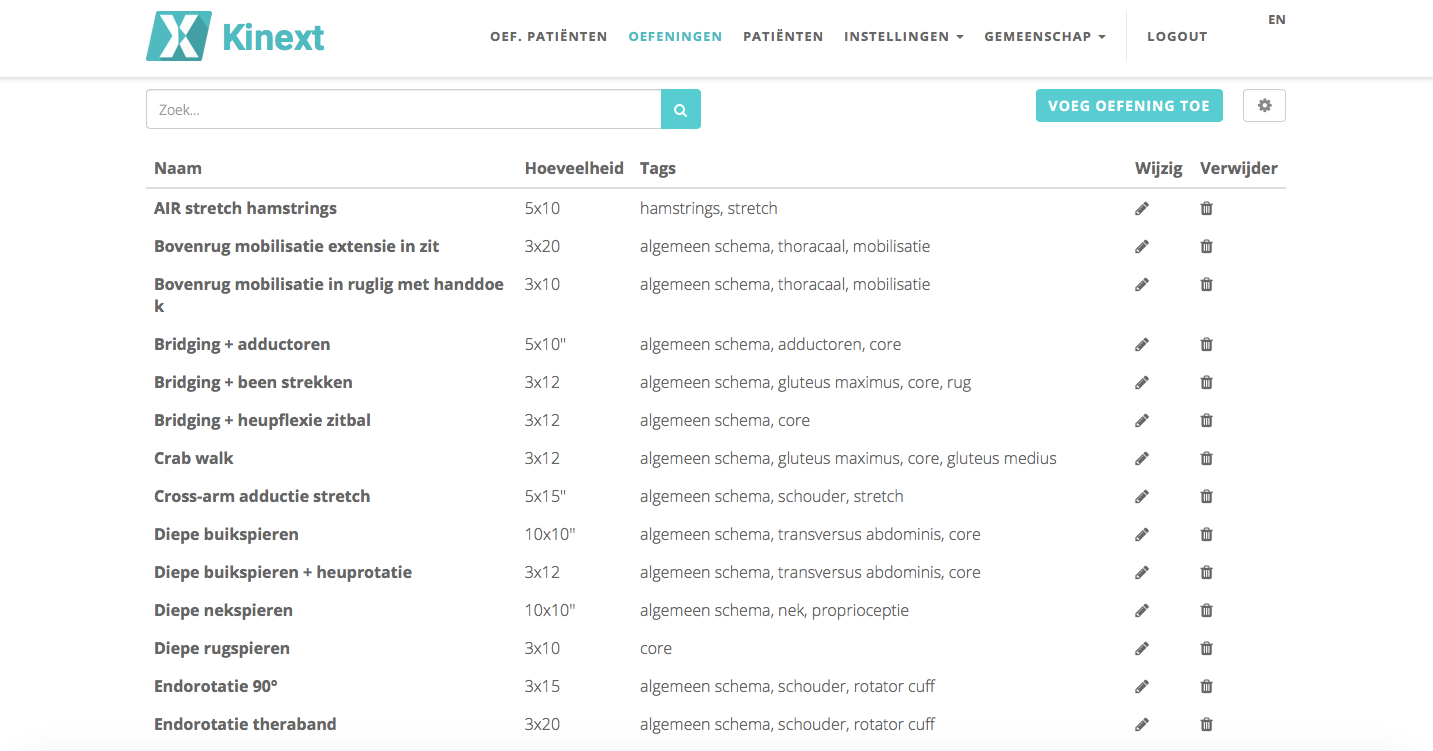 Kinext
OEF. PATIËNTEN OEFENINGEN PATIËNTEN INSTELLINGEN GEMEENSCHAP LOGOUT EN
Zoek...
VOEG OEFENING TOE
Naam Hoeveelheid Tags Wijzig Verwijder
AIR stretch hamstrings 5x10 hamstrings, stretch
Bovenrug mobilisatie extensie in zit 3x20 algemeen schema, thoracaal, mobilisatie
Bovenrug mobilisatie in ruglig met handdoe 3x10 algemeen schema, thoracaal, mobilisatie
k
Bridging + adductoren 5x10" algemeen schema, adductoren, core
Bridging + been strekken 3x12 algemeen schema, gluteus maximus, core, rug
Bridging + heupflexie zitbal 3x12 algemeen schema, core
Crab walk 3x12 algemeen schema, gluteus maximus, core, gluteus medius
Cross-arm adductie stretch 5x15" algemeen schema, schouder, stretch
Diepe buikspieren 10x10" algemeen schema, transversus abdominis, core
Diepe buikspieren + heuprotatie 3x12 algemeen schema, transversus abdominis, core
Diepe nekspieren 10x10" algemeen schema, nek, proprioceptie
Diepe rugspieren 3x10 core
Endorotatie 90° 3x15 algemeen schema, schouder, rotator cuff
Endorotatie theraband 3x20 algemeen schema, schouder, rotator cuff